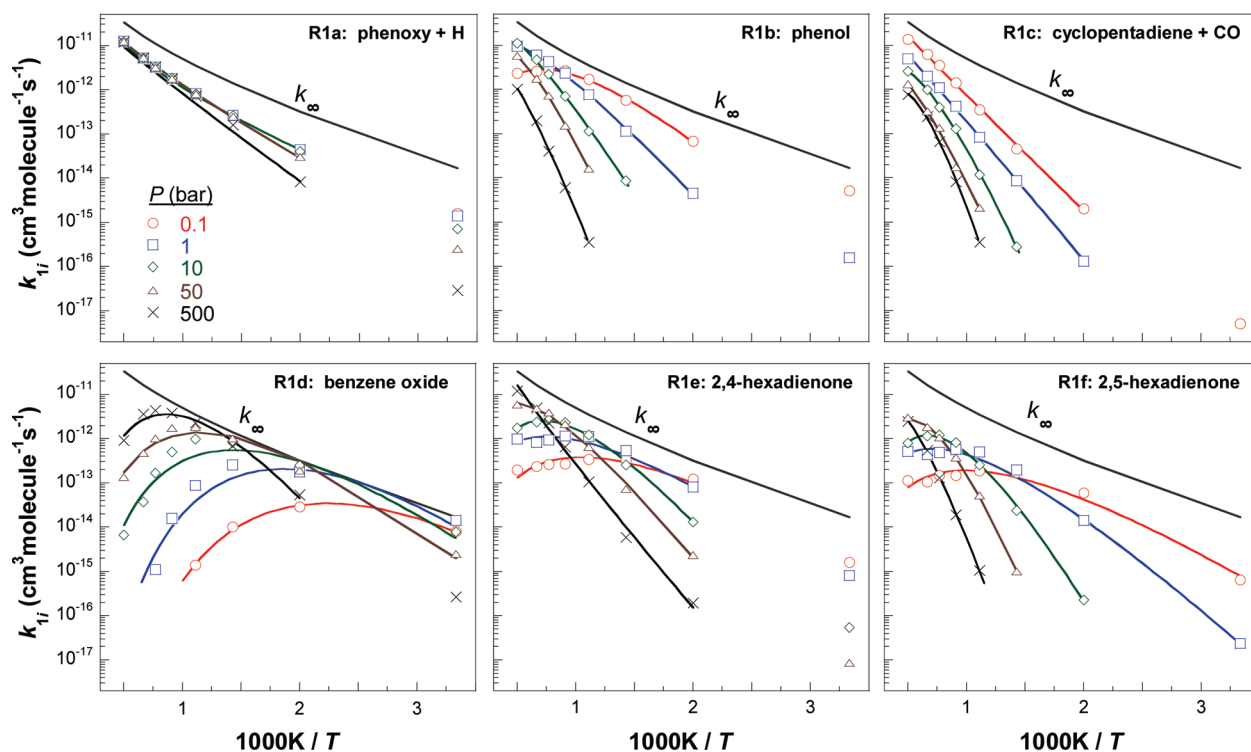 R1a: phenoxy + H
R1b: phenol
R1c: cyclopentadiene + CO
10⁻¹¹
10⁻¹²
10⁻¹³
10⁻¹⁴
10⁻¹⁵
10⁻¹⁶
10⁻¹⁷
k₁ᵢ (cm³molecule⁻¹s⁻¹)
k∞
k∞
k∞
P (bar)
0.1
1
10
50
500
R1d: benzene oxide
R1e: 2,4-hexadienone
R1f: 2,5-hexadienone
10⁻¹¹
10⁻¹²
10⁻¹³
10⁻¹⁴
10⁻¹⁵
10⁻¹⁶
10⁻¹⁷
k₁ᵢ (cm³molecule⁻¹s⁻¹)
k∞
k∞
k∞
1 2 3
1 2 3
1 2 3
1000K / T
1000K / T
1000K / T